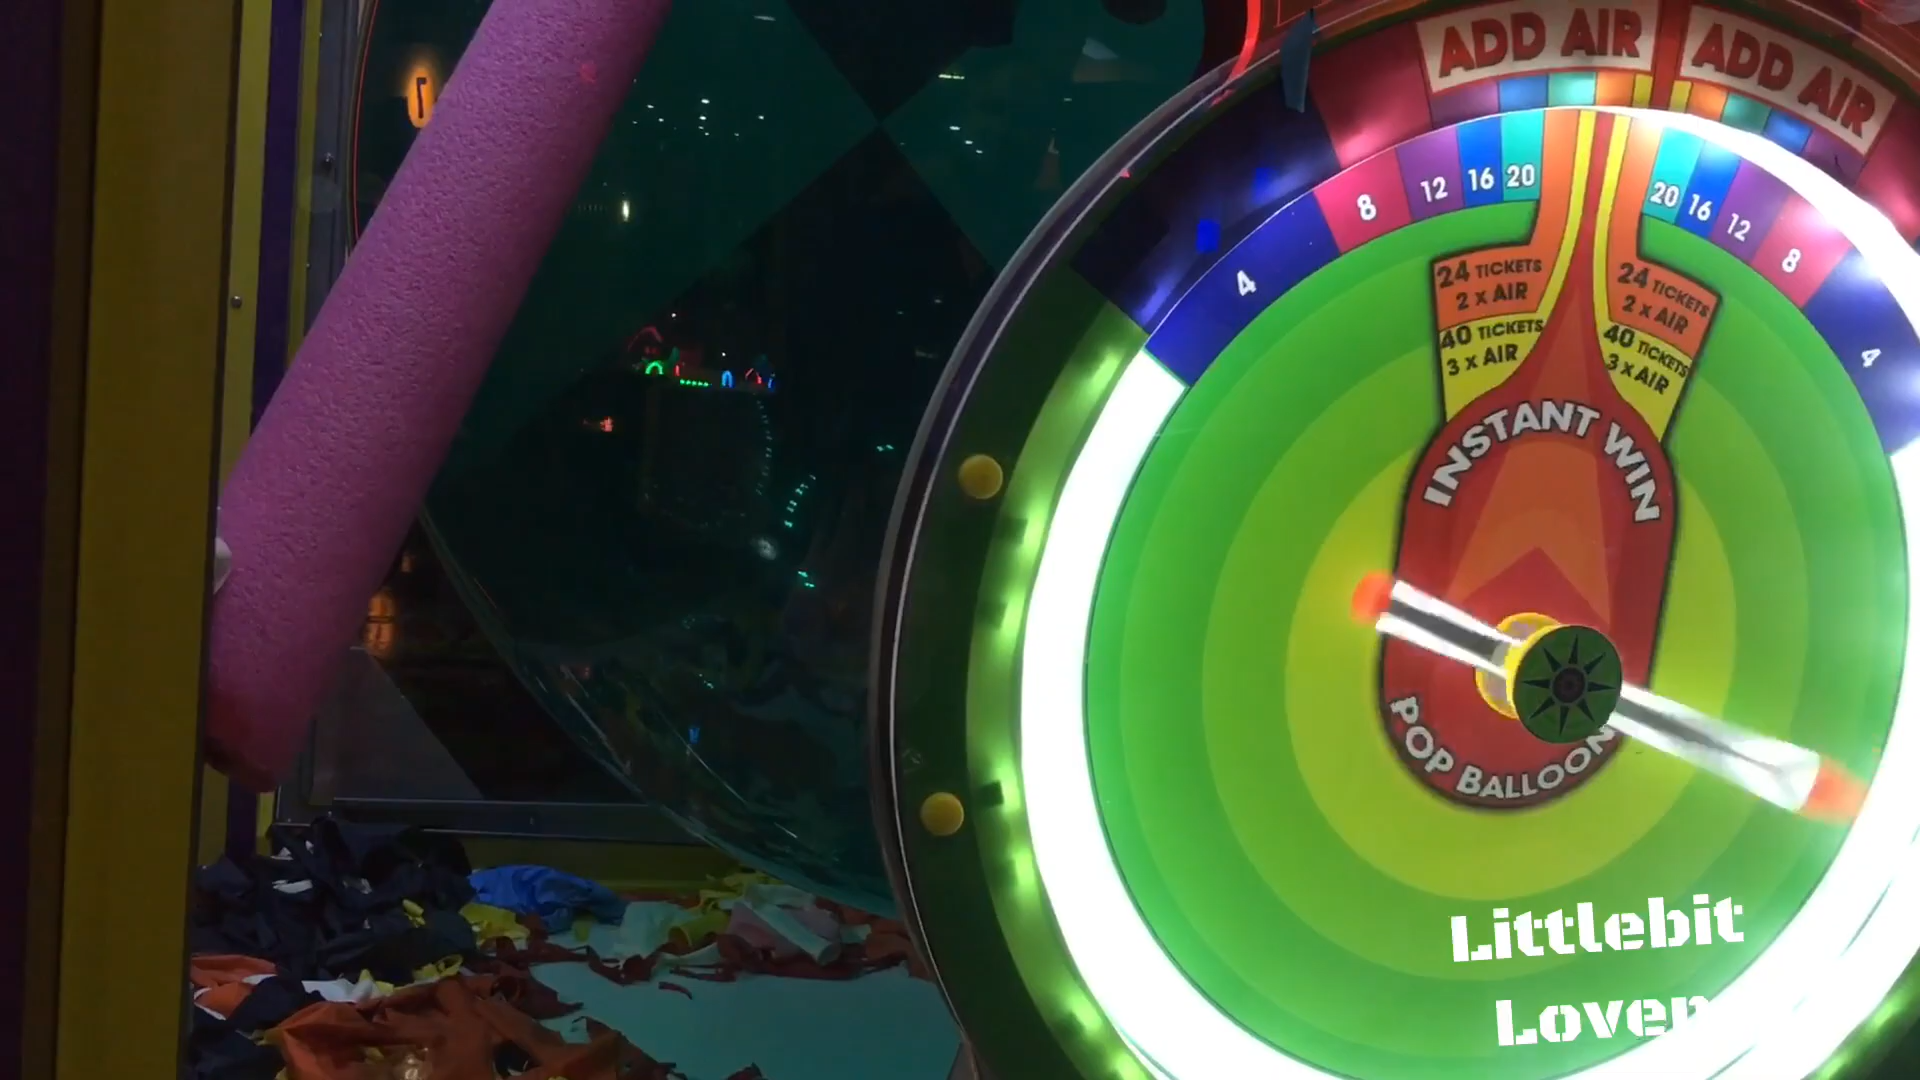 ADD AIR ADD AIR
4 8 12 16 20 20 16 12 8 4
24 TICKETS
2 x AIR
40 TICKETS
3 x AIR
24 TICKETS
2 x AIR
40 TICKETS
3 x AIR
INSTANT WIN
POP BALLOON
Littlebit